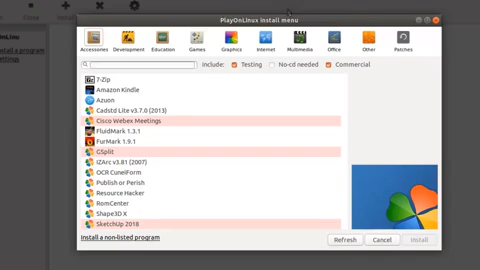 PlayOnLinux install menu
Close
Install
Accessories
Development
Education
Games
Graphics
Internet
Multimedia
Office
Other
Patches
Include:
Testing
No-cd needed
Commercial
7-Zip
Amazon Kindle
Azuon
Cadstd Lite v3.7.0 (2013)
Cisco Webex Meetings
FluidMark 1.3.1
FurMark 1.9.1
GSplit
IZArc v3.81 (2007)
OCR CuneiForm
Publish or Perish
Resource Hacker
RomCenter
Shape3D X
SketchUp 2018
Install a non-listed program
Refresh
Cancel
Install